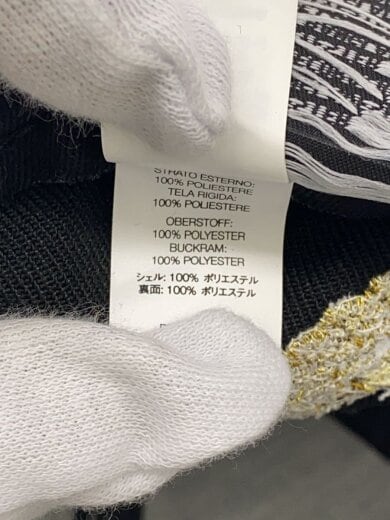 STRATO ESTERNO:
100% POLIESTERE
TELA RIGIDA:
100% POLIESTERE
OBERSTOFF:
100% POLYESTER
BUCKRAM:
100% POLYESTER
シェル: 100% ポリエステル
裏面: 100% ポリエステル